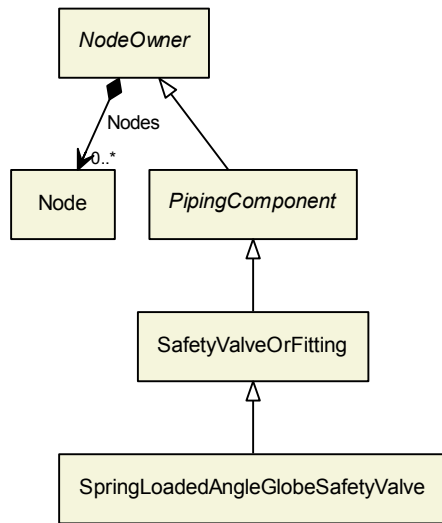 NodeOwner
Nodes
0..*
Node
PipingComponent
SafetyValveOrFitting
SpringLoadedAngleGlobeSafetyValve